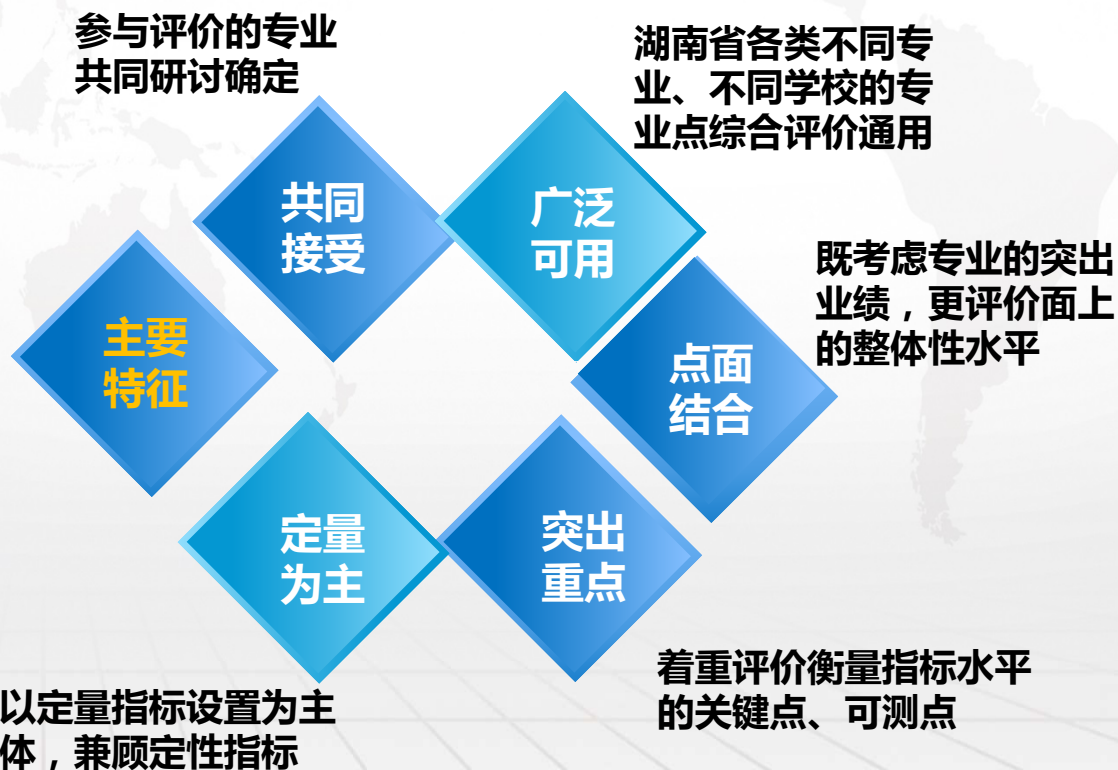 参与评价的专业
共同研讨确定
湖南省各类不同专
业、不同学校的专
业点综合评价通用
共同
接受
广泛
可用
既考虑专业的突出
业绩，更评价面上
的整体性水平
主要
特征
点面
结合
定量
为主
突出
重点
着重评价衡量指标水平
的关键点、可测点
以定量指标设置为主
体，兼顾定性指标